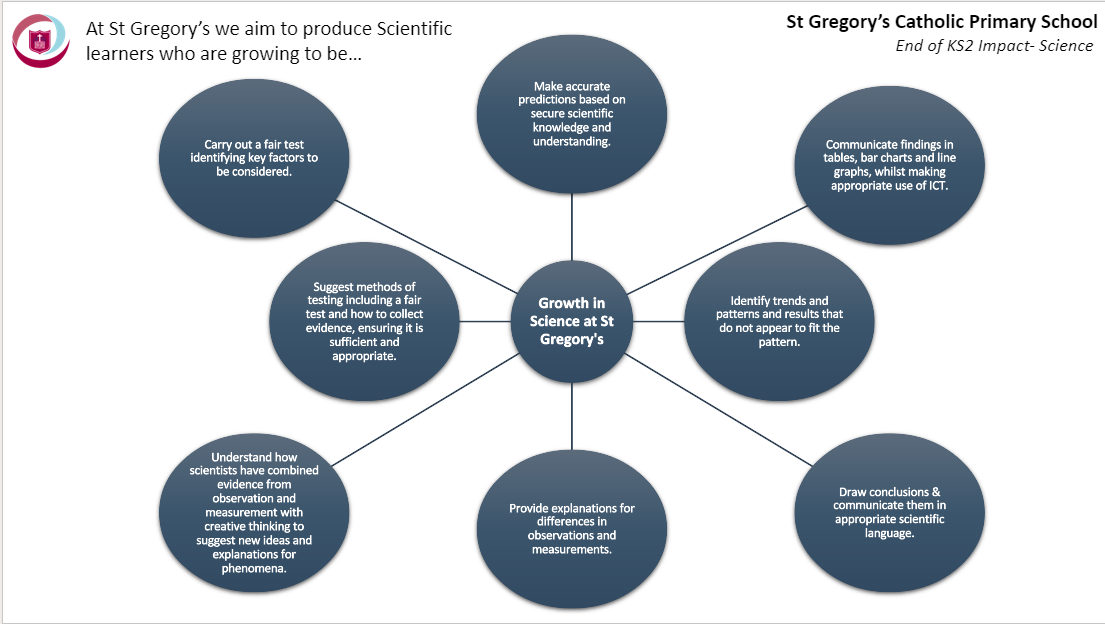 At St Gregory’s we aim to produce Scientific
learners who are growing to be…
St Gregory’s Catholic Primary School
End of KS2 Impact- Science
Make accurate
predictions based on
secure scientific
knowledge and
understanding.
Carry out a fair test
identifying key factors to
be considered.
Communicate findings in
tables, bar charts and line
graphs, whilst making
appropriate use of ICT.
Suggest methods of
testing including a fair
test and how to collect
evidence, ensuring it is
sufficient and
appropriate.
Growth in
Science at St
Gregory's
Identify trends and
patterns and results that
do not appear to fit the
pattern.
Understand how
scientists have combined
evidence from
observation and
measurement with
creative thinking to
suggest new ideas and
explanations for
phenomena.
Provide explanations for
differences in
observations and
measurements.
Draw conclusions &
communicate them in
appropriate scientific
language.